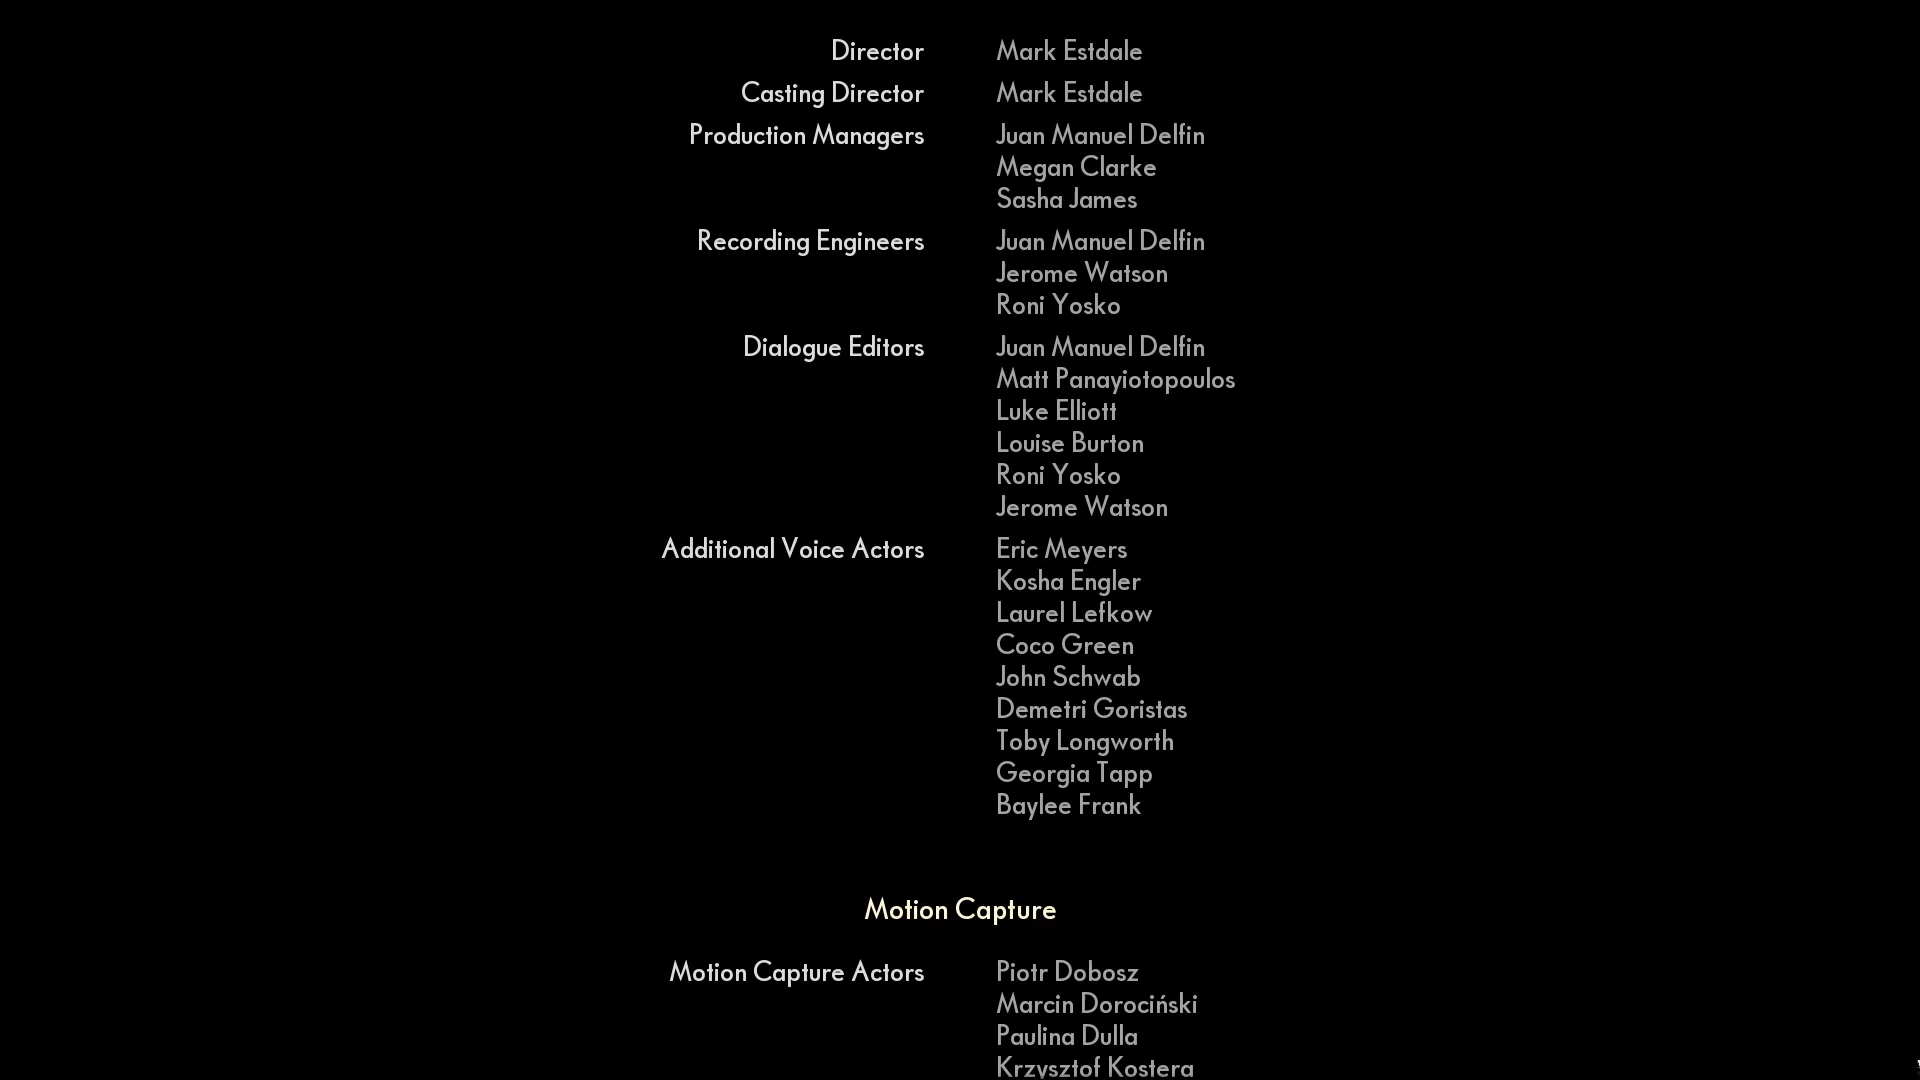 Director Mark Estdale
Casting Director Mark Estdale
Production Managers Juan Manuel Delfin
Megan Clarke
Sasha James
Recording Engineers Juan Manuel Delfin
Jerome Watson
Roni Yosko
Dialogue Editors Juan Manuel Delfin
Matt Panayiotopoulos
Luke Elliott
Louise Burton
Roni Yosko
Jerome Watson
Additional Voice Actors Eric Meyers
Kosha Engler
Laurel Lefkow
Coco Green
John Schwab
Demetri Goristas
Toby Longworth
Georgia Tapp
Baylee Frank
Motion Capture
Motion Capture Actors Piotr Dobosz
Marcin Dorociński
Paulina Dulla
Krzysztof Kostera